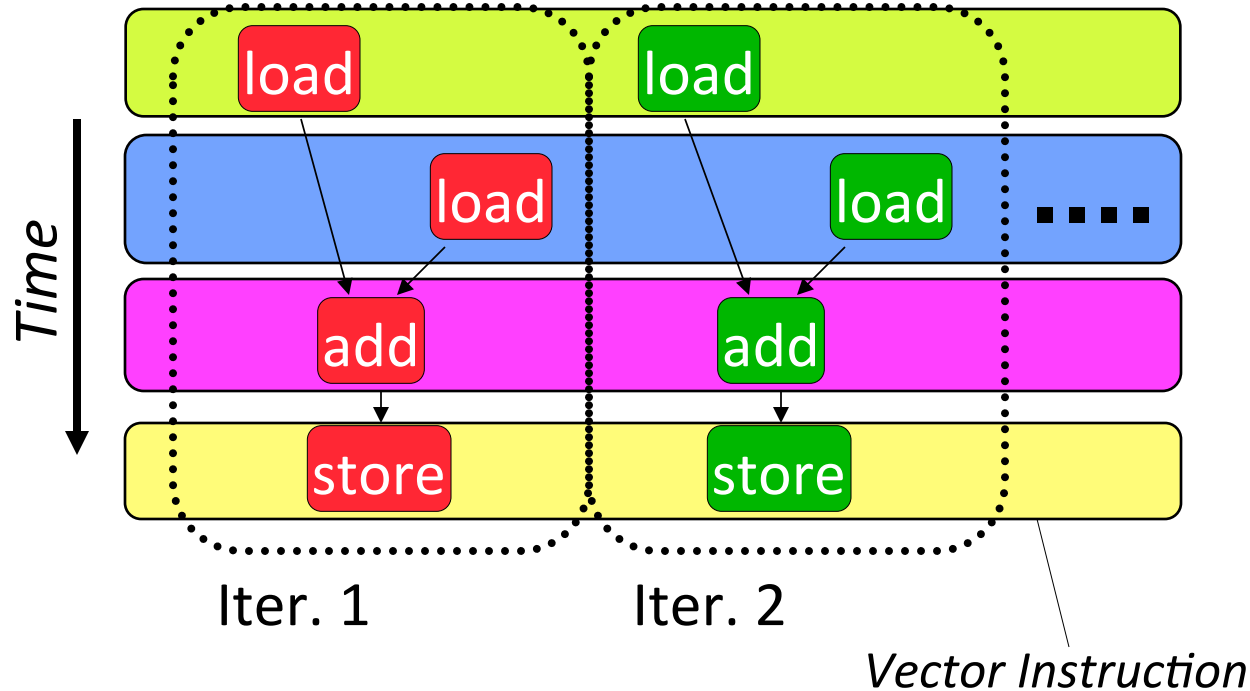 load load
load load
Time
add add
store store
Iter. 1 Iter. 2
Vector Instruction